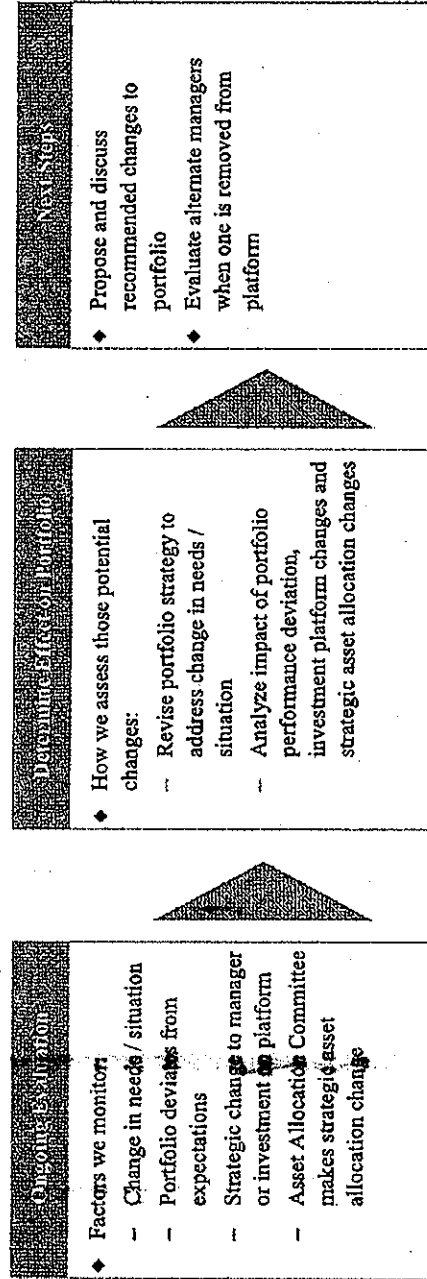 Ongoing Evaluation
◆ Factors we monitor:
– Change in needs / situation
– Portfolio deviates from
expectations
– Strategic change to manager
or investment on platform
– Asset Allocation Committee
makes strategic asset
allocation change
Determine Effect on Portfolio
◆ How we assess those potential
changes:
– Revise portfolio strategy to
address change in needs /
situation
– Analyze impact of portfolio
performance deviation,
investment platform changes and
strategic asset allocation changes
Next Steps
◆ Propose and discuss
recommended changes to
portfolio
◆ Evaluate alternate managers
when one is removed from
platform